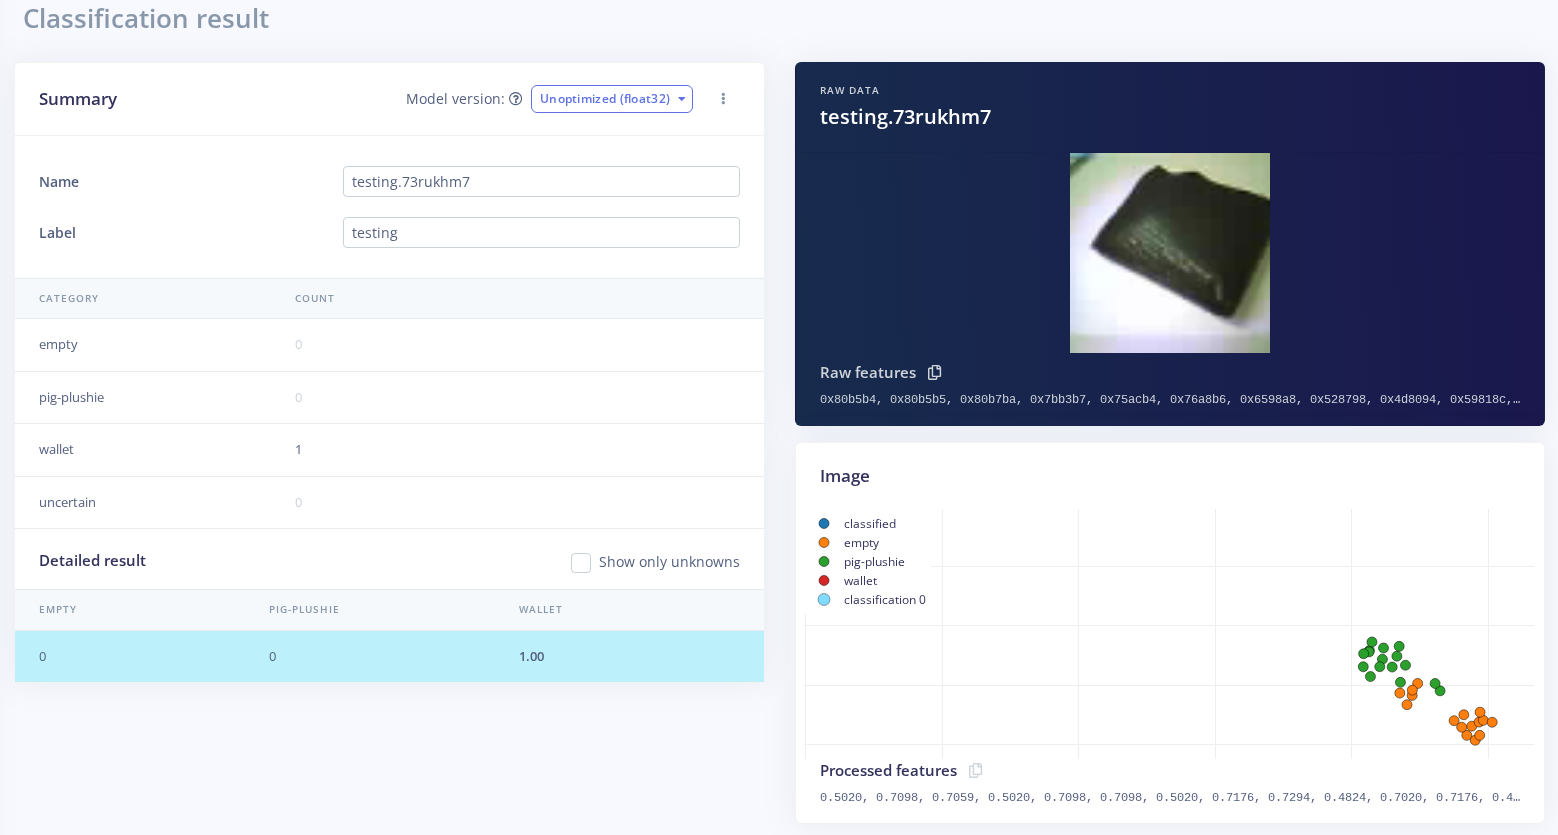 Classification result
Summary
Model version:
Unoptimized (float32)
Name
testing.73rukhm7
Label
testing
CATEGORY COUNT
empty 0
pig-plushie 0
wallet 1
uncertain 0
Detailed result
Show only unknowns
EMPTY PIG-PLUSHIE WALLET
0 0 1.00
RAW DATA
testing.73rukhm7
Raw features
0x80b5b4, 0x80b5b5, 0x80b7ba, 0x7bb3b7, 0x75acb4, 0x76a8b6, 0x6598a8, 0x528798, 0x4d8094, 0x59818c,…
Image
classified
empty
pig-plushie
wallet
classification 0
Processed features
0.5020, 0.7098, 0.7059, 0.5020, 0.7098, 0.7098, 0.5020, 0.7176, 0.7294, 0.4824, 0.7020, 0.7176, 0.4…